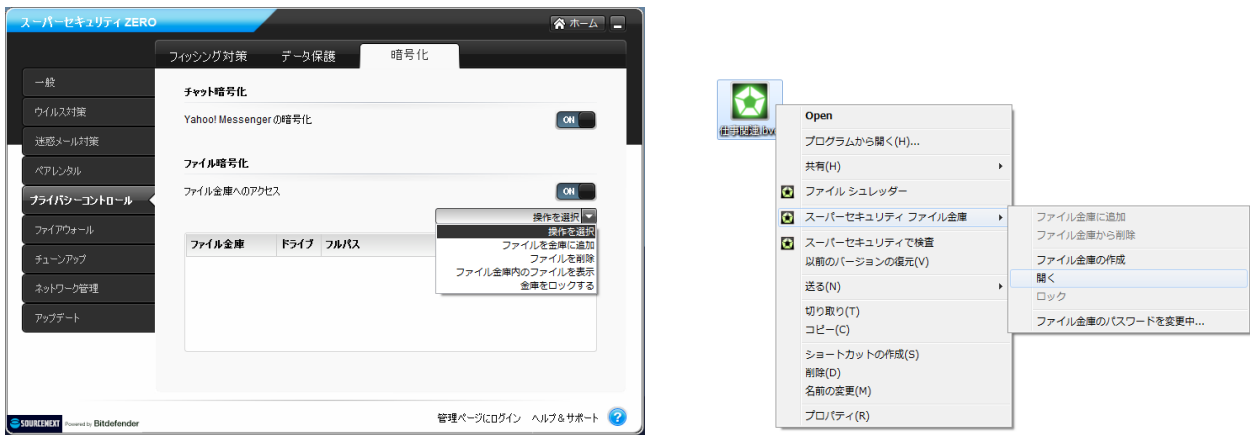 スーパーセキュリティ ZERO
ホーム
フィッシング対策 データ保護 暗号化
一般
ウイルス対策
迷惑メール対策
ペアレンタル
プライバシーコントロール
ファイアウォール
チューンアップ
ネットワーク管理
アップデート
チャット暗号化
Yahoo! Messenger の暗号化
ON
ファイル暗号化
ファイル金庫へのアクセス
ON
操作を選択
操作を選択
ファイルを金庫に追加
ファイルを削除
ファイル金庫内のファイルを表示
金庫をロックする
ファイル金庫 ドライブ フルパス
SOURCENEXT Powered by Bitdefender
管理ページにログイン ヘルプ&サポート ?
仕事関連.bv
Open
プログラムから開く(H)...
共有(H)
ファイル シュレッダー
スーパーセキュリティ ファイル金庫
スーパーセキュリティで検査
以前のバージョンの復元(V)
送る(N)
切り取り(T)
コピー(C)
ショートカットの作成(S)
削除(D)
名前の変更(M)
プロパティ(R)
ファイル金庫に追加
ファイル金庫から削除
ファイル金庫の作成
開く
ロック
ファイル金庫のパスワードを変更中...